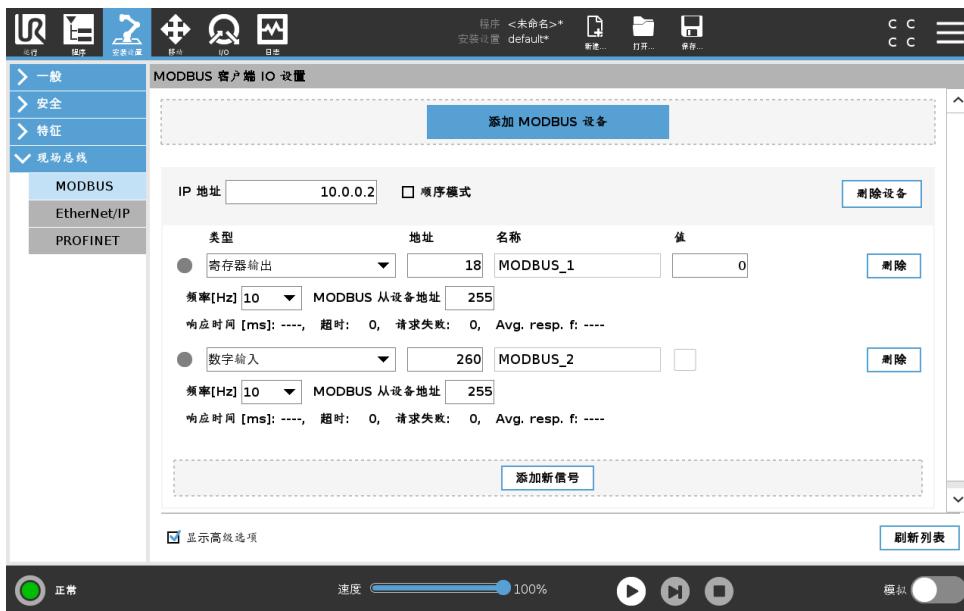 UR
程序 <未命名>*
安装设置 default*
运行 程序 安装设置 移动 I/O 日志 新建... 打开... 保存...
C C
C C
一般
安全
特征
现场总线
MODBUS
EtherNet/IP
PROFINET
MODBUS 客户端 IO 设置
添加 MODBUS 设备
IP 地址 10.0.0.2 顺序模式 删除设备
类型 地址 名称 值
寄存器输出 18 MODBUS_1 0 删除
频率[Hz] 10 MODBUS 从设备地址 255
响应时间 [ms]: ----, 超时: 0, 请求失败: 0, Avg. resp. f: ----
数字输入 260 MODBUS_2 删除
频率[Hz] 10 MODBUS 从设备地址 255
响应时间 [ms]: ----, 超时: 0, 请求失败: 0, Avg. resp. f: ----
添加新信号
显示高级选项 刷新列表
正常 速度 100% 模拟